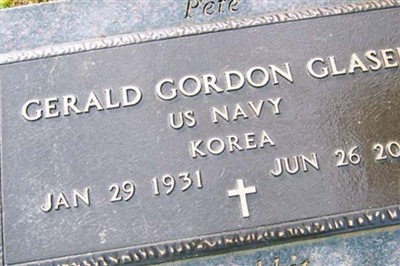 Pete
GERALD GORDON GLASE
US NAVY
KOREA
JAN 29 1931 JUN 26 20